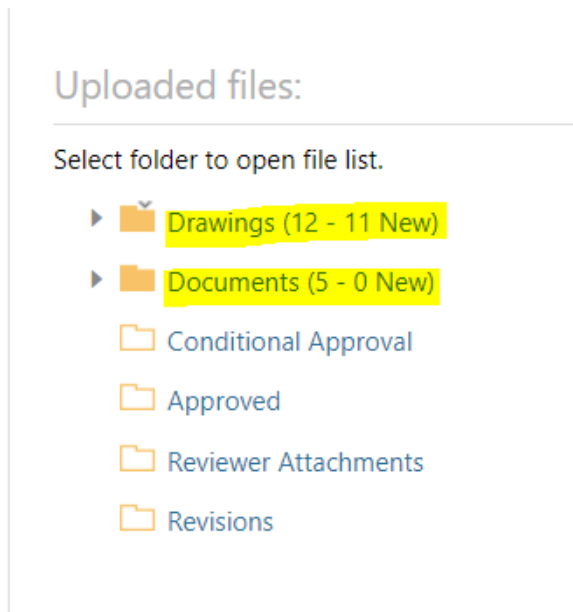 Uploaded files:
Select folder to open file list.
Drawings (12 - 11 New)
Documents (5 - 0 New)
Conditional Approval
Approved
Reviewer Attachments
Revisions